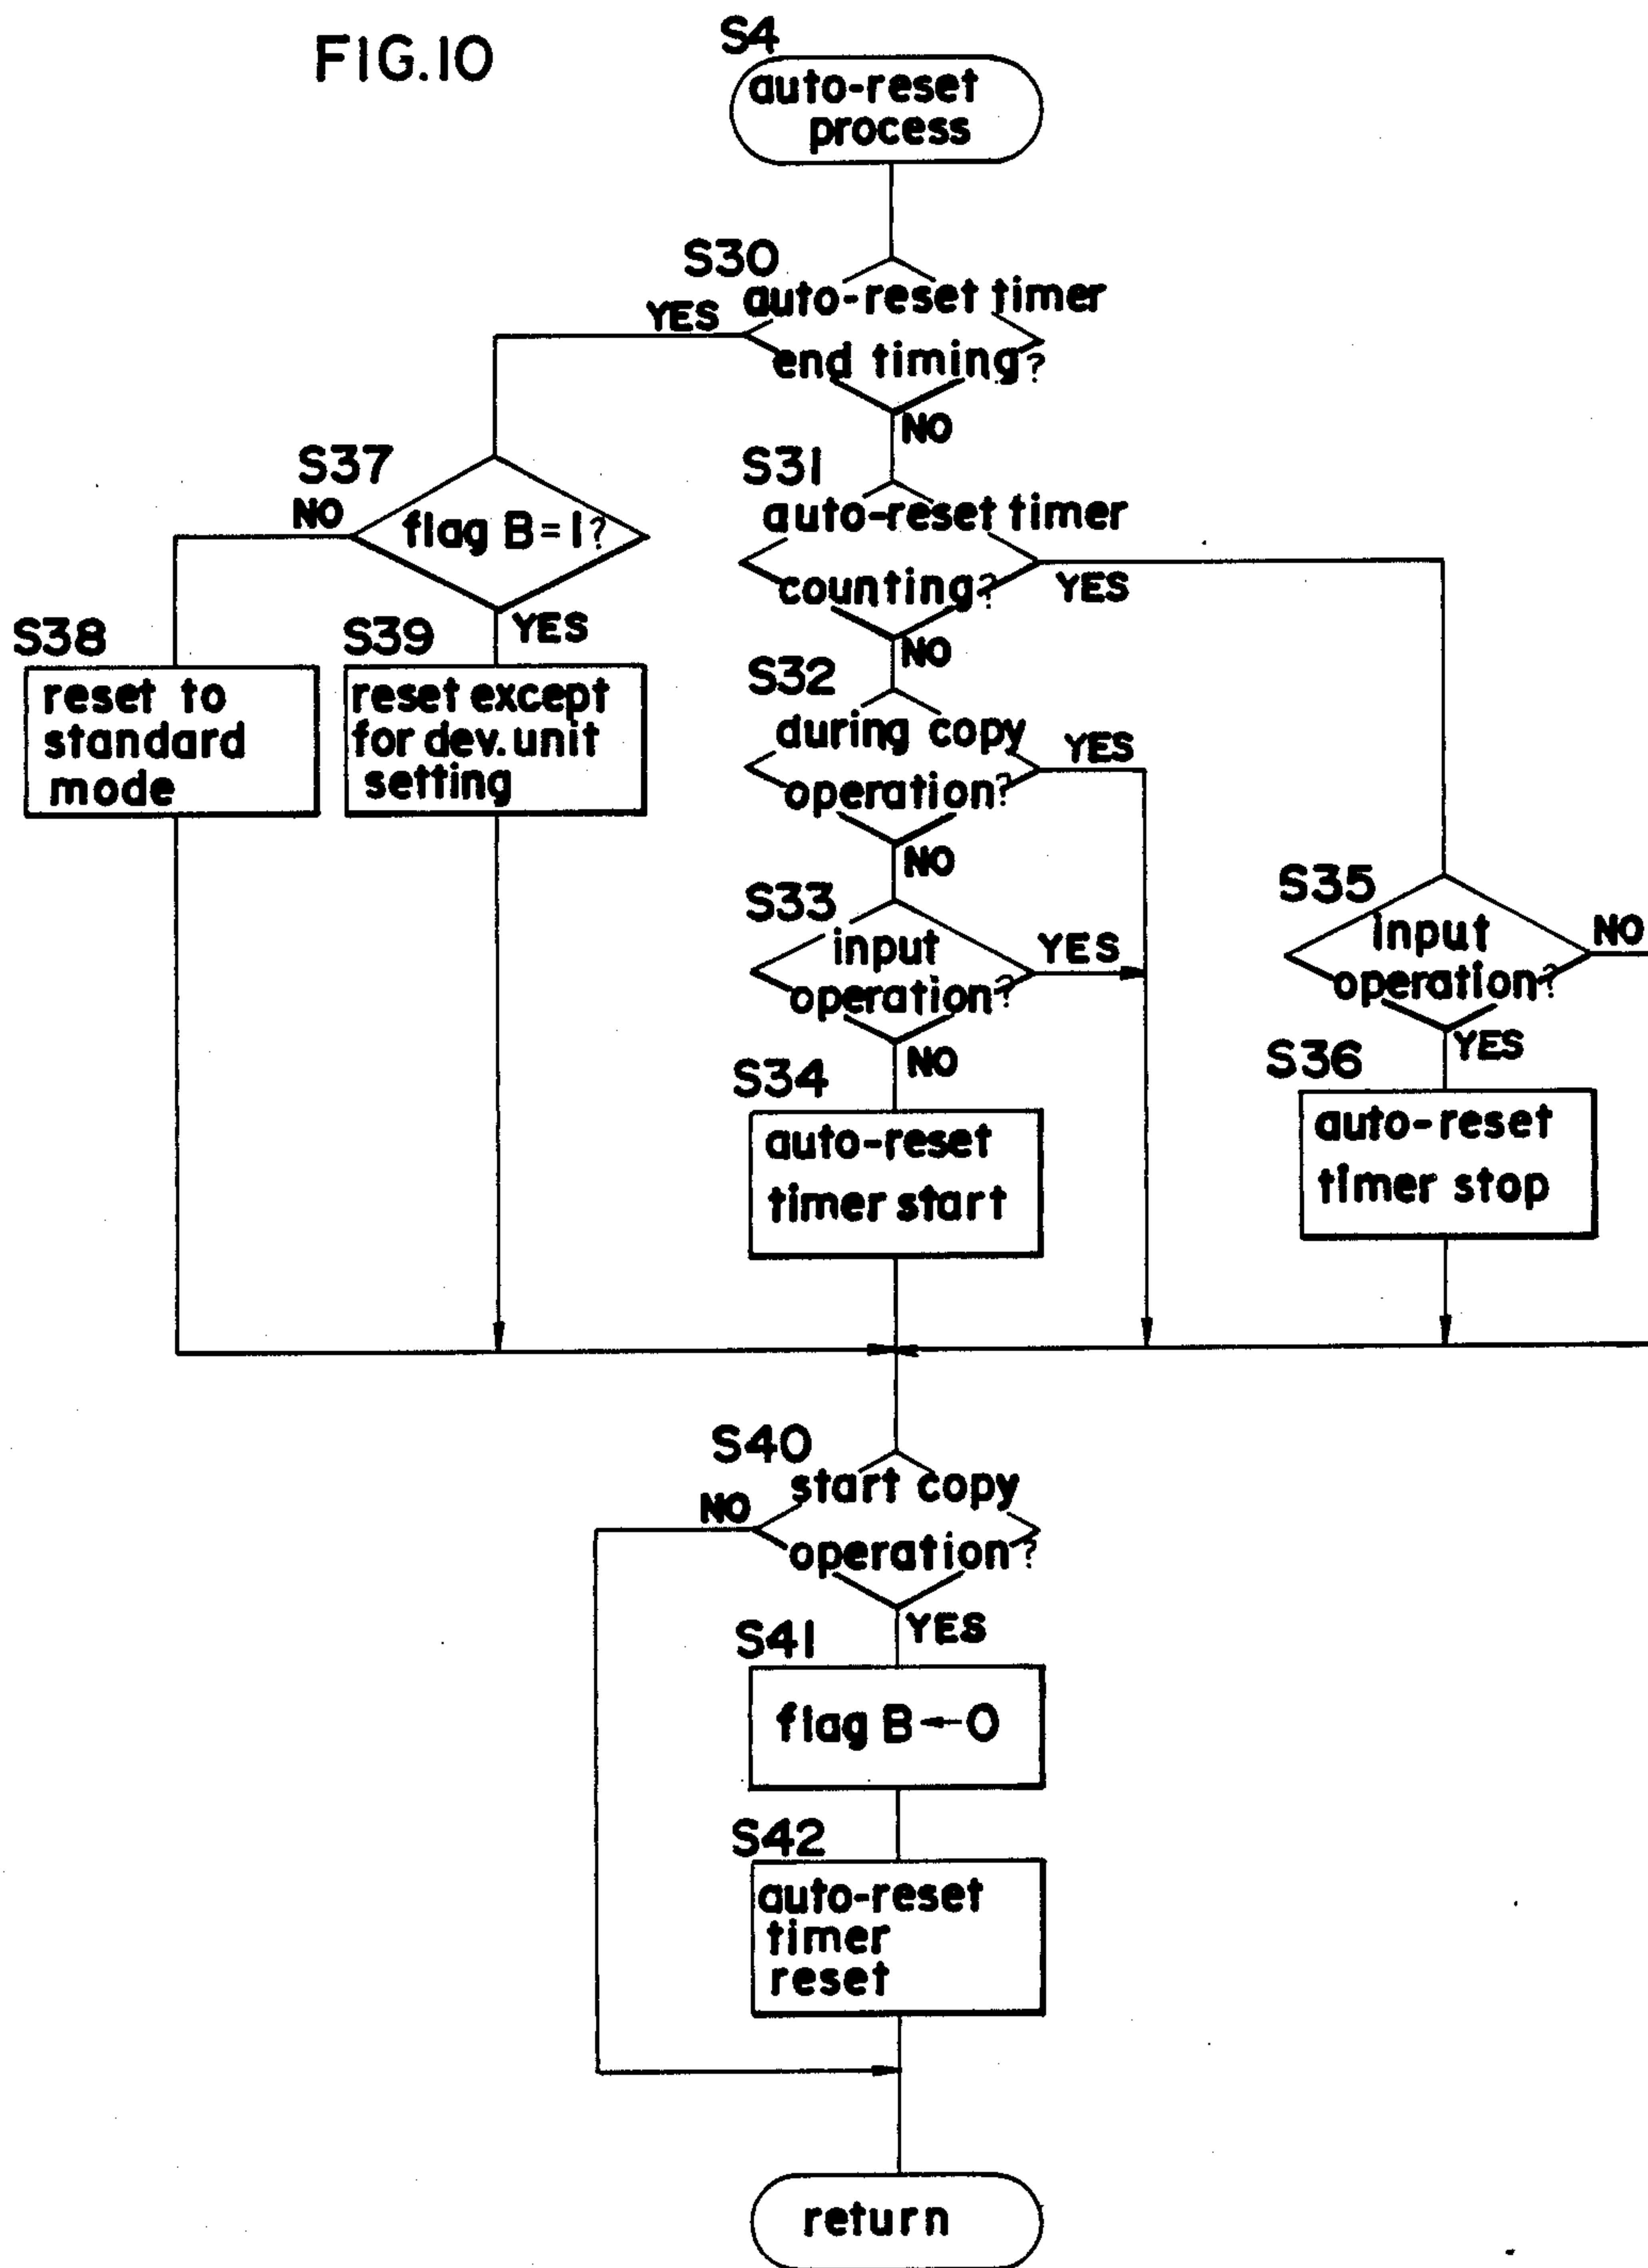 FIG.10
S4
auto-reset
process
S30
auto-reset timer
end timing?
YES
NO
S37
flag B=1?
NO
YES
S31
auto-reset timer
counting?
YES
NO
S38
reset to
standard
mode
S39
reset except
for dev.unit
setting
S32
during copy
operation?
YES
NO
S33
input
operation?
YES
NO
S35
input
operation?
NO
YES
S34
auto-reset
timer start
S36
auto-reset
timer stop
S40
start copy
operation?
NO
YES
S41
flag B←0
S42
auto-reset
timer
reset
return